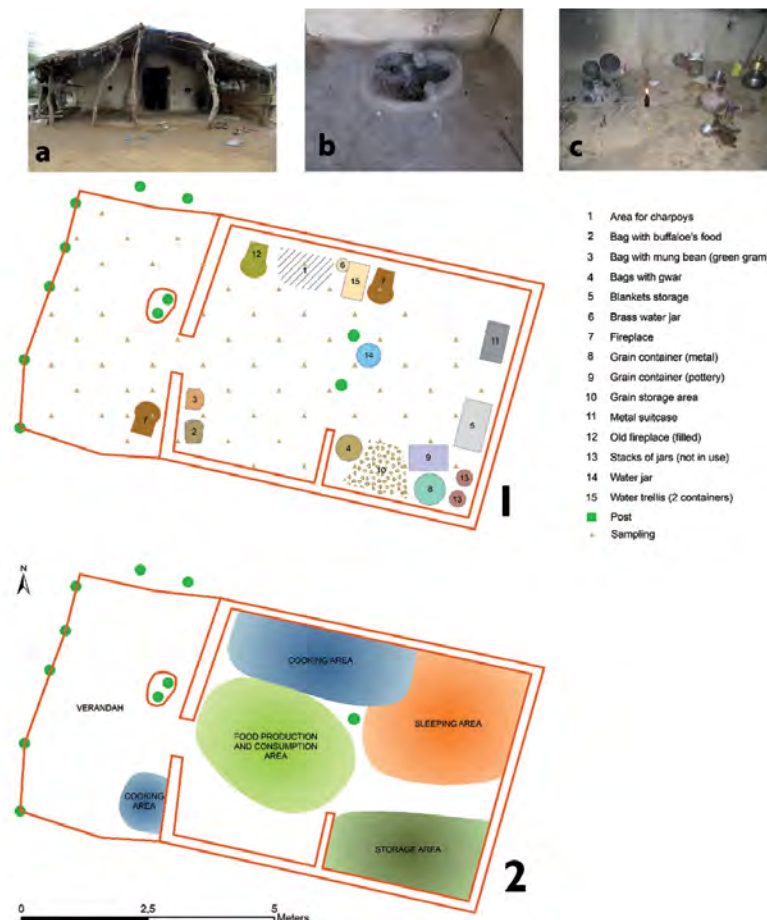 a
b
c
1 Area for charpoys
2 Bag with buffaloe's food
3 Bag with mung bean (green gram)
4 Bags with gwar
5 Blankets storage
6 Brass water jar
7 Fireplace
8 Grain container (metal)
9 Grain container (pottery)
10 Grain storage area
11 Metal suitcase
12 Old fireplace (filled)
13 Stacks of jars (not in use)
14 Water jar
15 Water trellis (2 containers)
Post
Sampling
12
1
6
15
7
14
11
3
2
7
5
4
10
9
8
13
13
1
N
COOKING AREA
VERANDAH
FOOD PRODUCTION
AND CONSUMPTION
AREA
SLEEPING AREA
COOKING
AREA
STORAGE AREA
2
0
2,5
5
Meters